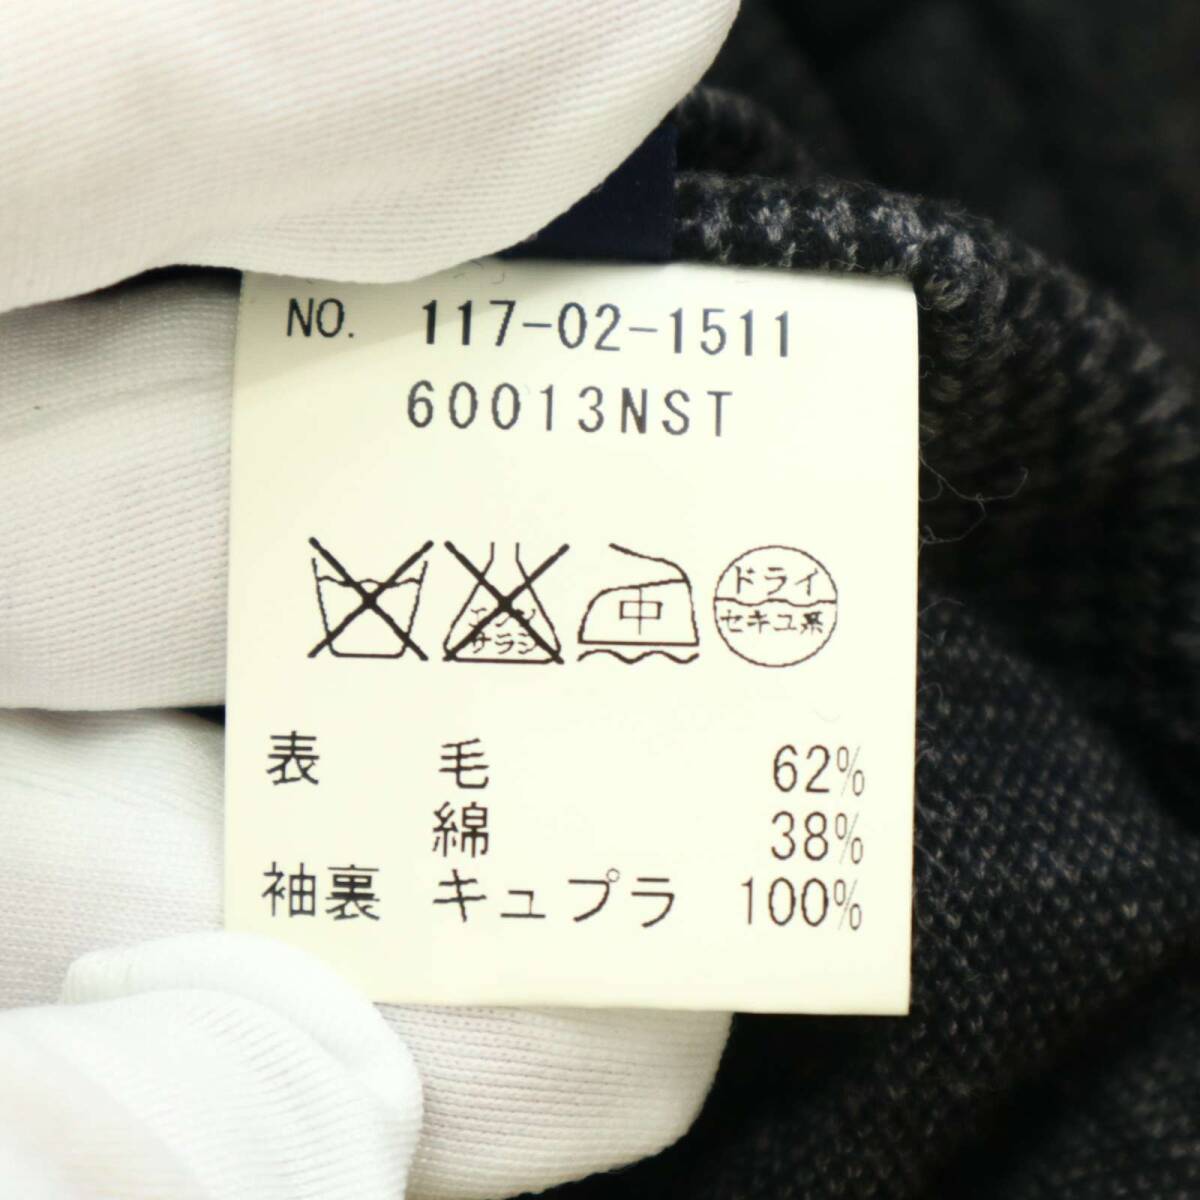 NO. 117-02-1511
60013NST
エンソ サラシ
中
ドライ
セキユ系
表 毛 62%
綿 38%
袖裏 キュプラ 100%